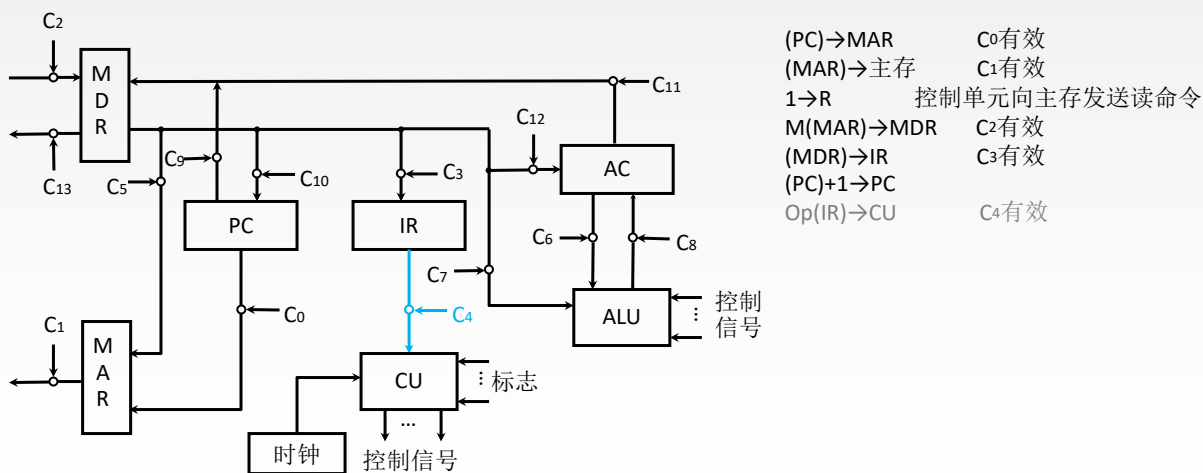 C2
M
D
R
C11
C12
C9
C13
C5
C10
C3
AC
PC
IR
C6
C8
C7
C1
C0
C4
ALU
控制
⋮
信号
M
A
R
CU
⋮ 标志
...
时钟
控制信号
(PC)→MAR C0有效
(MAR)→主存 C1有效
1→R 控制单元向主存发送读命令
M(MAR)→MDR C2有效
(MDR)→IR C3有效
(PC)+1→PC
Op(IR)→CU C4有效